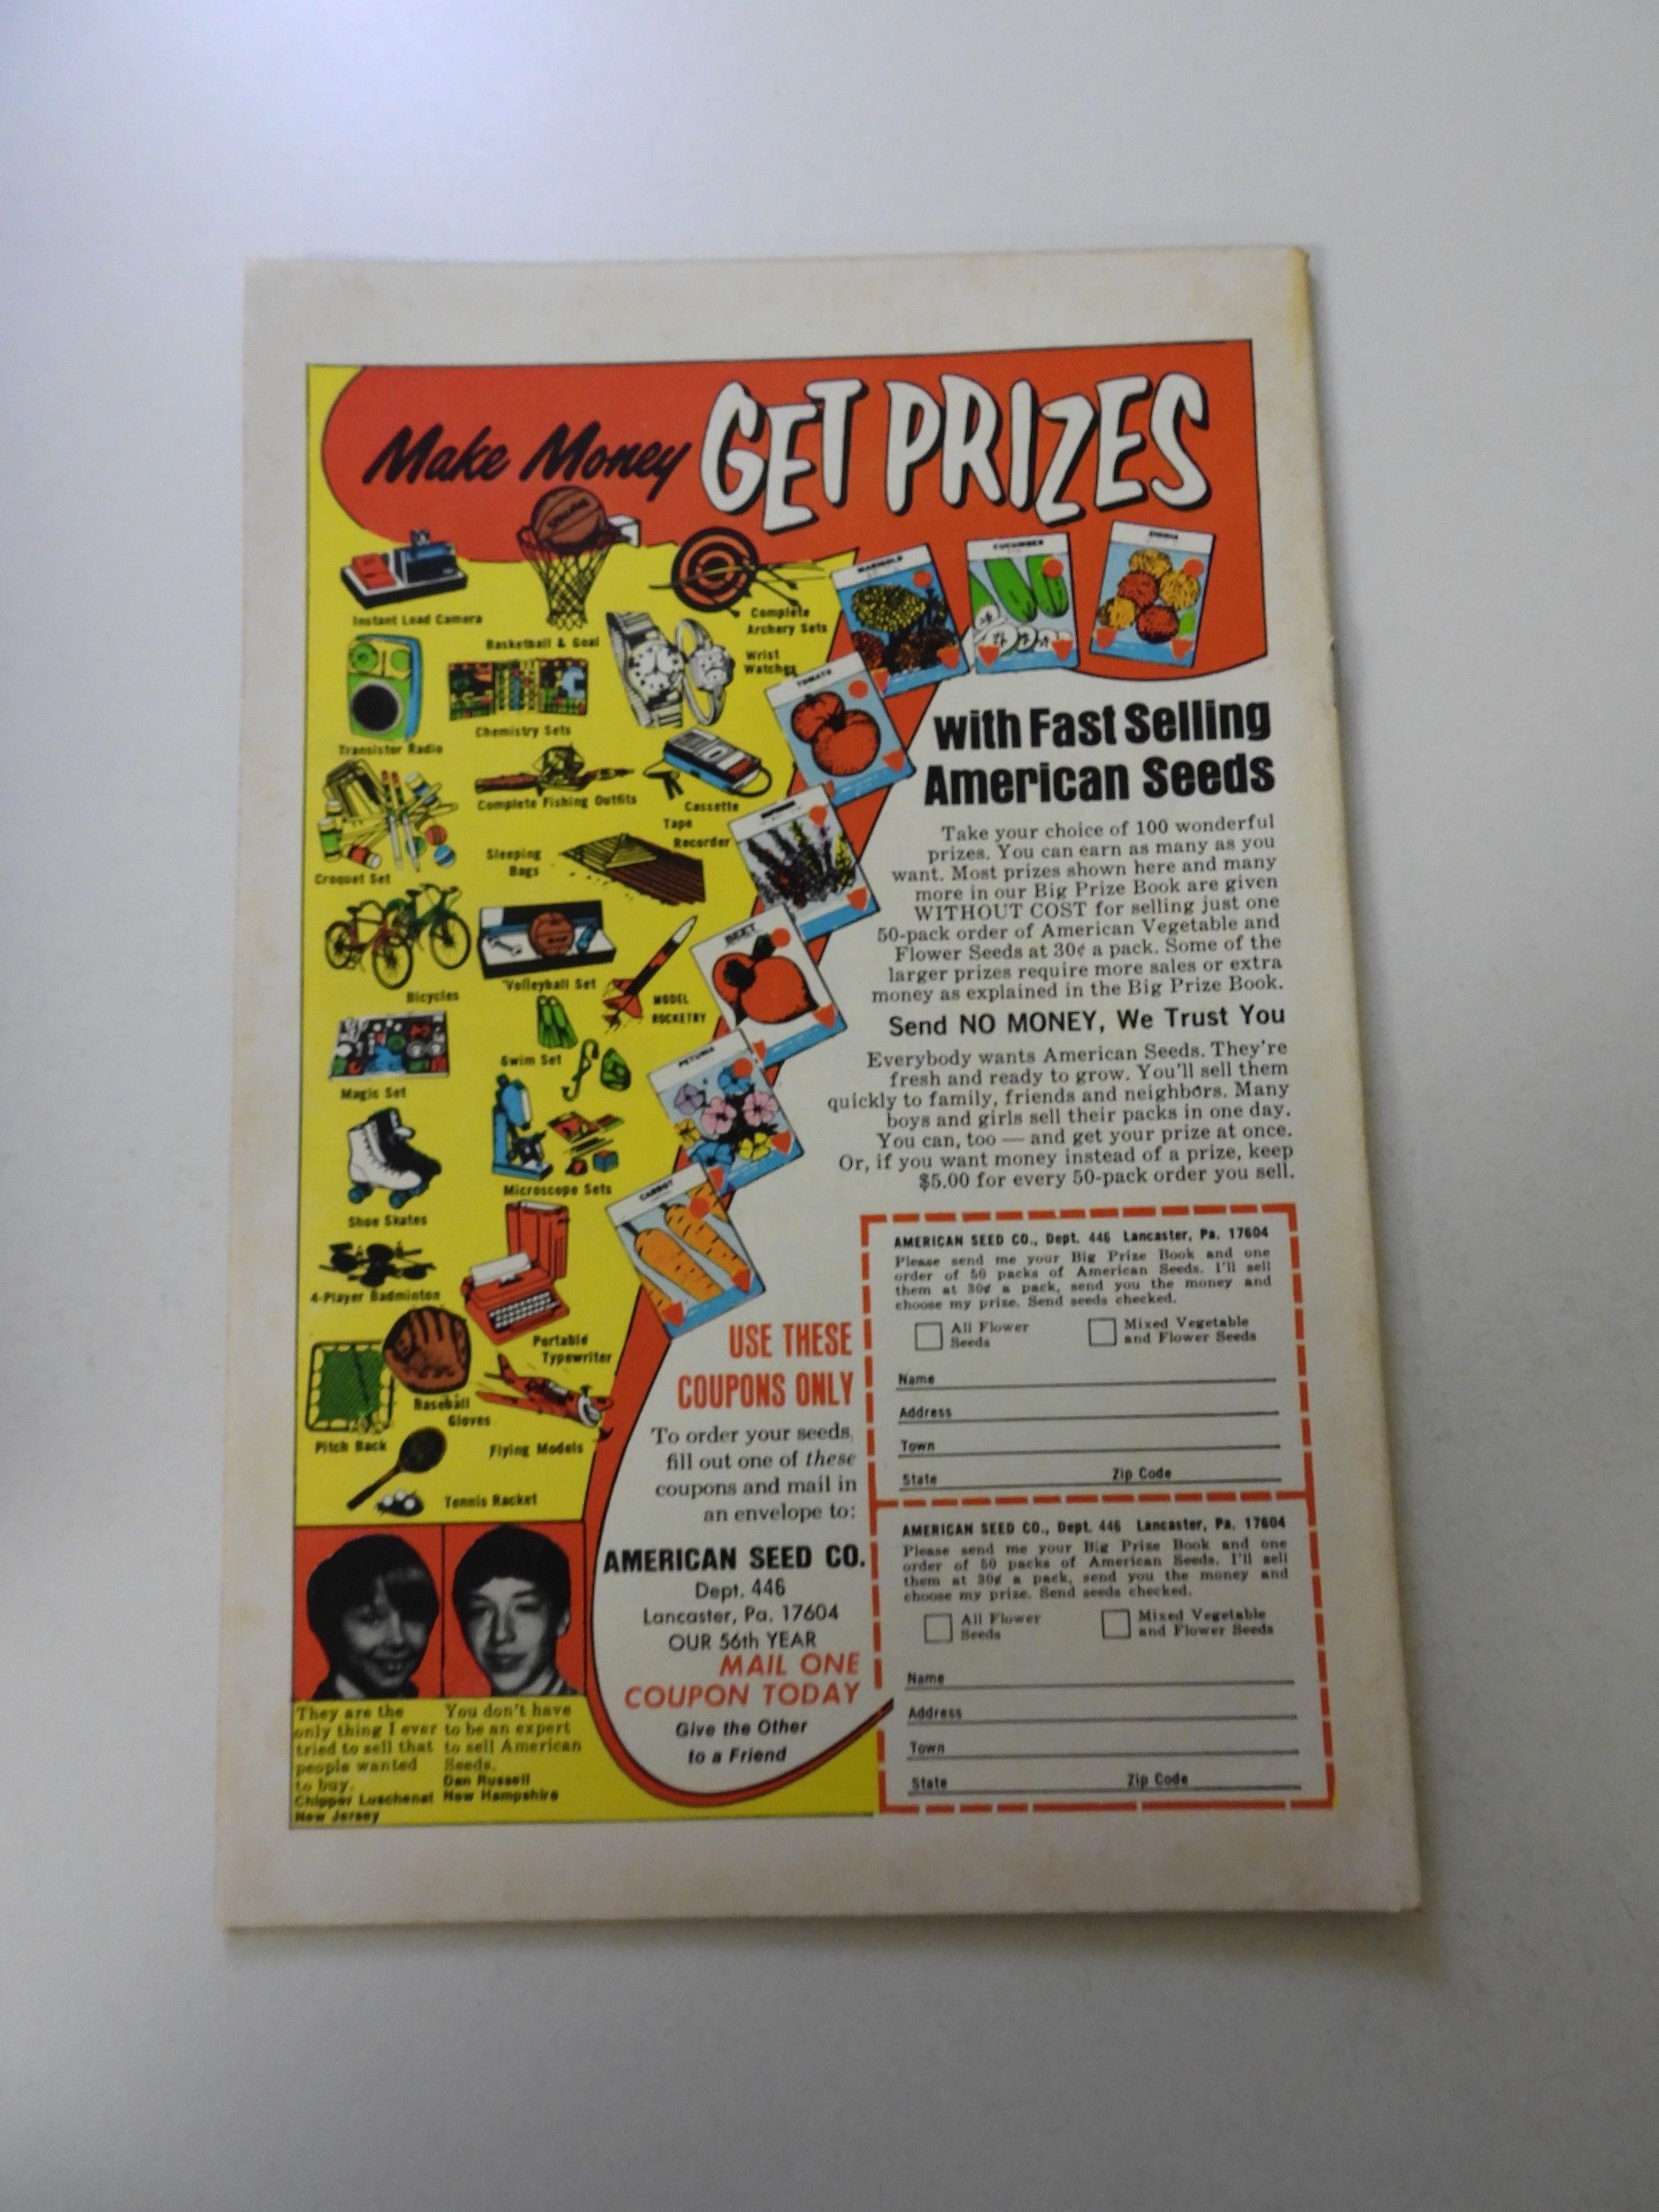 Make Money GET PRIZES
Instant Load Camera
Basketball & Goal
Complete
Archery Sets
Wrist
Watches
Transistor Radio
Chemistry Sets
Complete Fishing Outfits
Cassette
Tape
Recorder
Croquet Set
Sleeping
Bags
Bicycles
Volleyball Set
MODEL
ROCKETRY
Swim Set
Magic Set
Microscope Sets
Shoe Skates
4-Player Badminton
Portable
Typewriter
Baseball
Gloves
Pitch Back
Flying Models
Tennis Racket
MARIGOLD
CUCUMBER
ZINNIA
TOMATO
BEET
PETUNIA
CARROT
with Fast Selling
American Seeds
Take your choice of 100 wonderful
prizes. You can earn as many as you
want. Most prizes shown here and many
more in our Big Prize Book are given
WITHOUT COST for selling just one
50-pack order of American Vegetable and
Flower Seeds at 30¢ a pack. Some of the
larger prizes require more sales or extra
money as explained in the Big Prize Book.
Send NO MONEY, We Trust You
Everybody wants American Seeds. They're
fresh and ready to grow. You'll sell them
quickly to family, friends and neighbors. Many
boys and girls sell their packs in one day.
You can, too — and get your prize at once.
Or, if you want money instead of a prize, keep
$5.00 for every 50-pack order you sell.
USE THESE
COUPONS ONLY
To order your seeds,
fill out one of these
coupons and mail in
an envelope to:
AMERICAN SEED CO.
Dept. 446
Lancaster, Pa. 17604
OUR 56th YEAR
MAIL ONE
COUPON TODAY
Give the Other
to a Friend
AMERICAN SEED CO., Dept. 446 Lancaster, Pa. 17604
Please send me your Big Prize Book and one
order of 50 packs of American Seeds. I'll sell
them at 30¢ a pack, send you the money and
choose my prize. Send seeds checked.
All Flower
Seeds
Mixed Vegetable
and Flower Seeds
Name
Address
Town
State Zip Code
AMERICAN SEED CO., Dept. 446 Lancaster, Pa. 17604
Please send me your Big Prize Book and one
order of 50 packs of American Seeds. I'll sell
them at 30¢ a pack, send you the money and
choose my prize. Send seeds checked.
All Flower
Seeds
Mixed Vegetable
and Flower Seeds
Name
Address
Town
State Zip Code
They are the
only thing I ever
tried to sell that
people wanted
to buy.
Chipper Luschenat
New Jersey
You don't have
to be an expert
to sell American
Seeds.
Dan Russell
New Hampshire